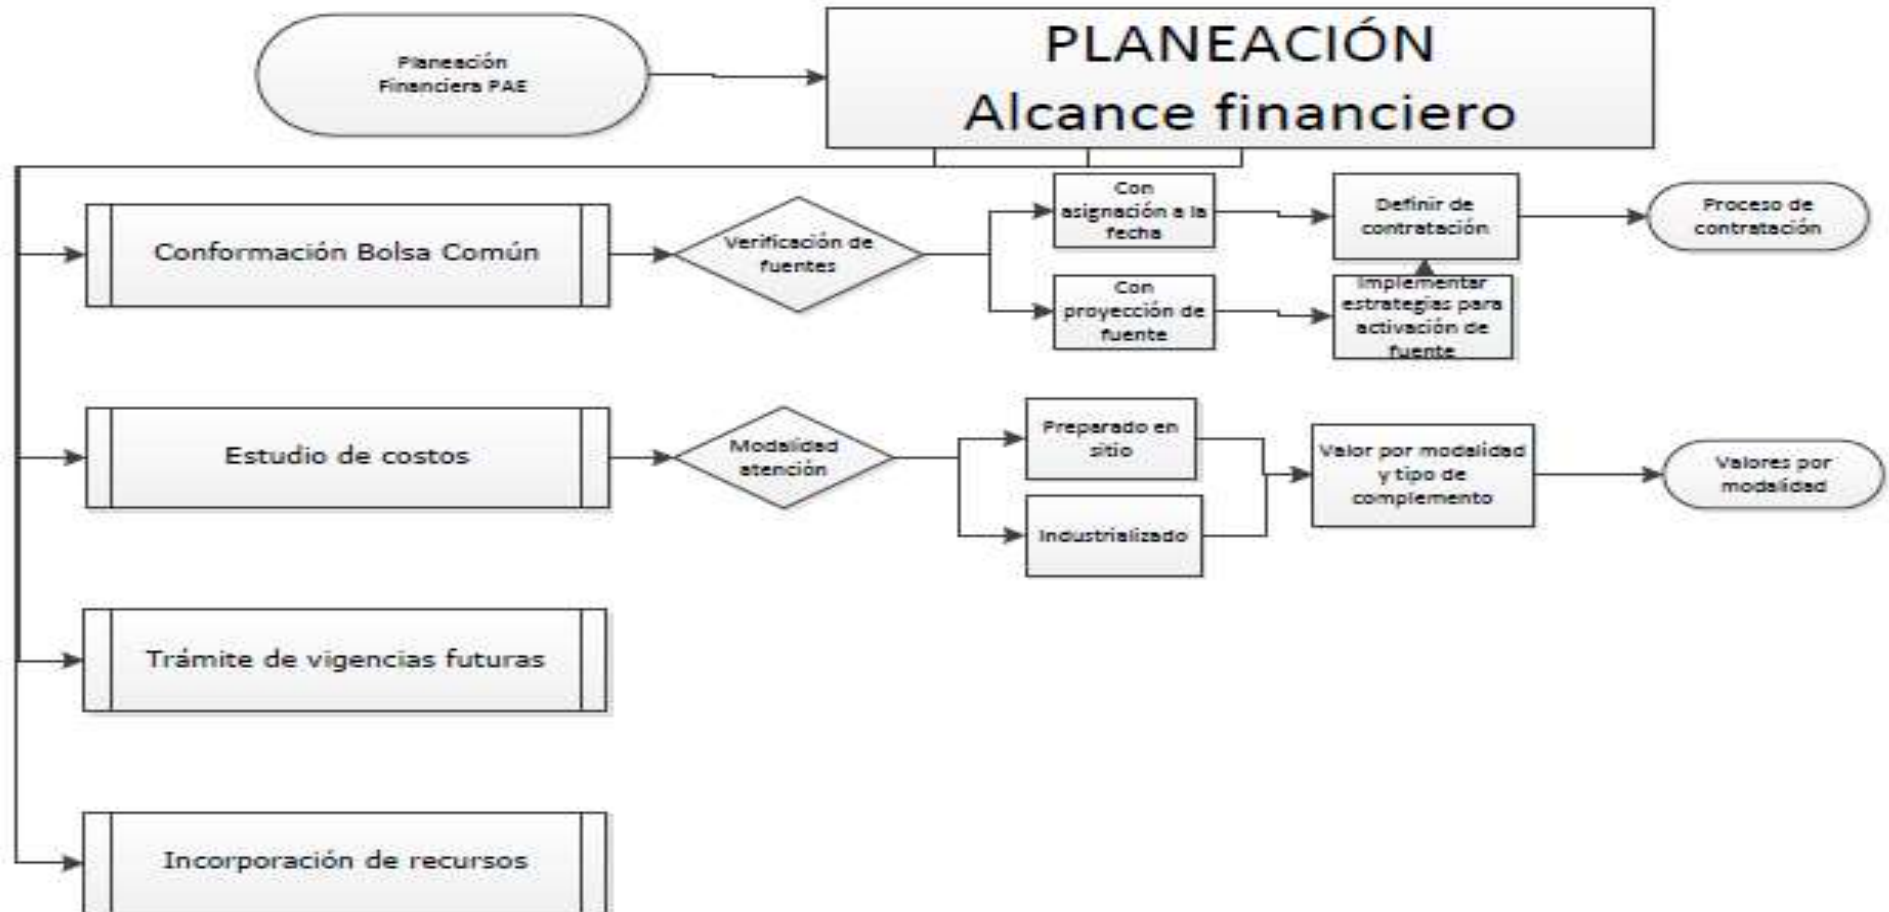 Planeación
Financiera PAE
PLANEACIÓN
Alcance financiero
Conformación Bolsa Común
Verificación de
fuentes
Con
asignación a la
fecha
Definir de
contratación
Proceso de
contratación
Con
proyección de
fuente
Implementar
estrategias para
activación de
fuente
Estudio de costos
Modalidad
atención
Preparado en
sitio
Industrializado
Valor por modalidad
y tipo de
complemento
Valores por
modalidad
Trámite de vigencias futuras
Incorporación de recursos